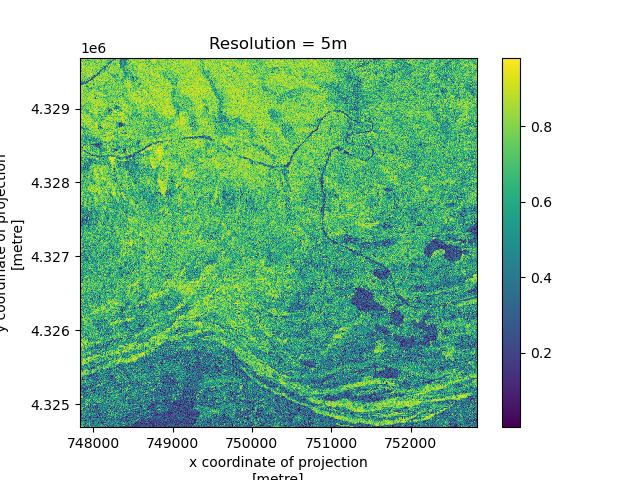 Resolution = 5m
1e6
4.329
4.328
4.327
4.326
4.325
y coordinate of projection
[metre]
748000 749000 750000 751000 752000
x coordinate of projection
[metre]
0.8
0.6
0.4
0.2